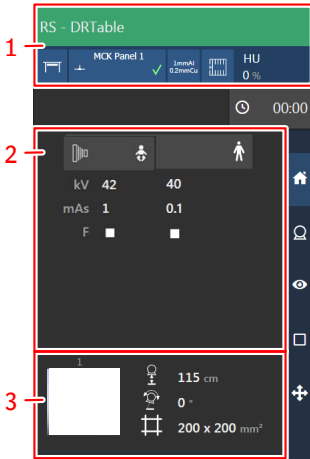 RS - DRTable
1
MCK Panel 1
1mmAl
0.2mmCu
HU
0 %
00:00
2
kV 42 40
mAs 1 0.1
F
1
115 cm
0 °
3
200 x 200 mm²